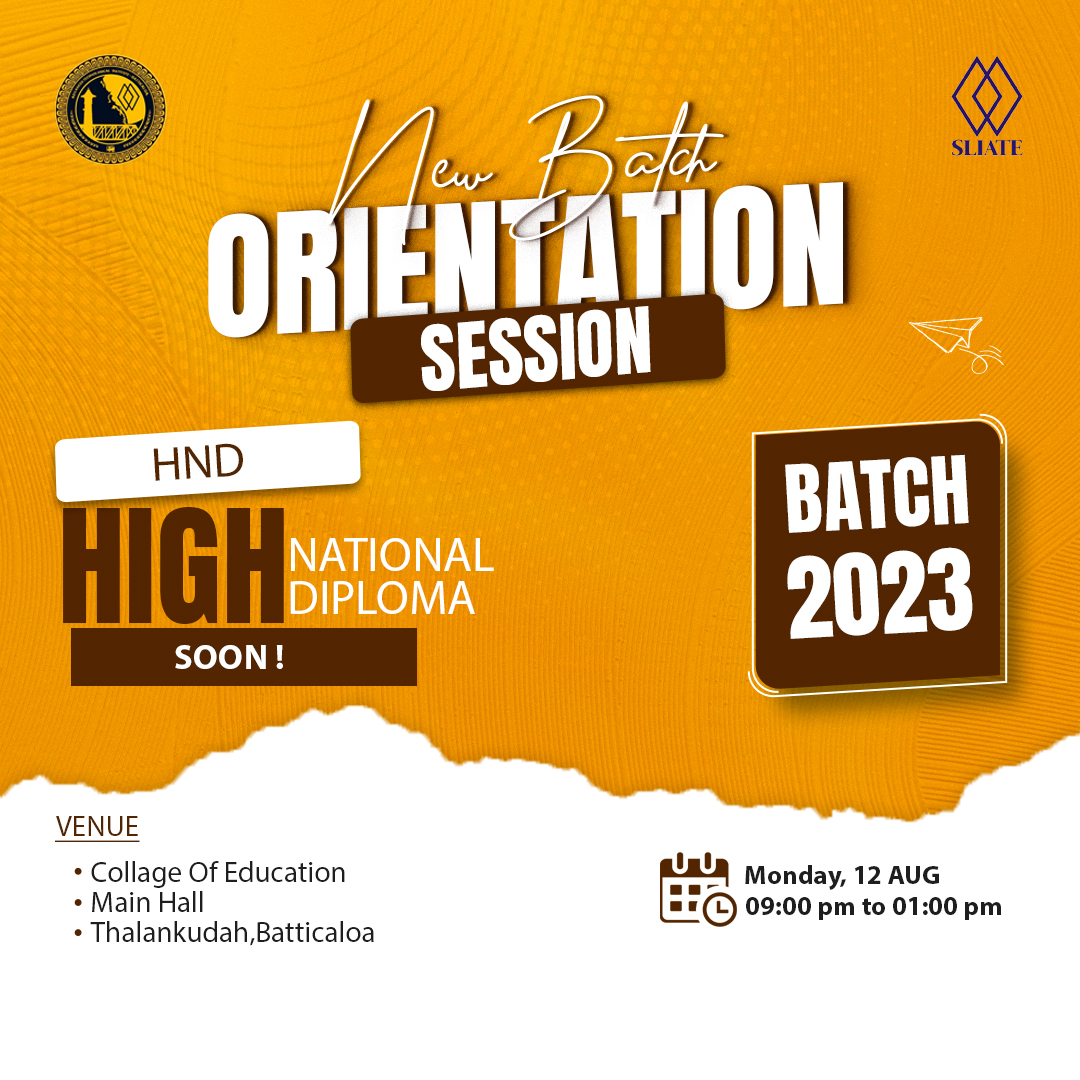 SLIATE
New Batch
ORIENTATION
SESSION
HND
HIGH NATIONAL
DIPLOMA
SOON !
BATCH
2023
VENUE
• Collage Of Education
• Main Hall
• Thalankudah,Batticaloa
Monday, 12 AUG
09:00 pm to 01:00 pm